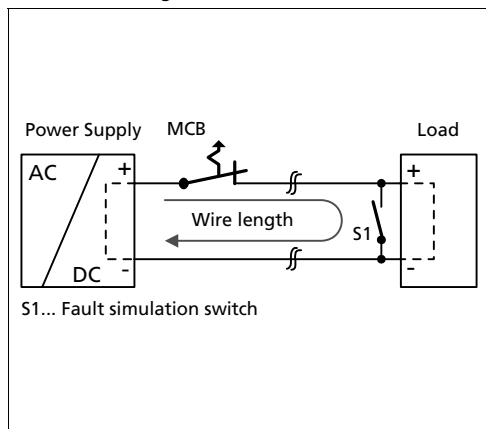 Power Supply
MCB
Load
AC
+
+
Wire length
S1
DC
-
-
S1... Fault simulation switch